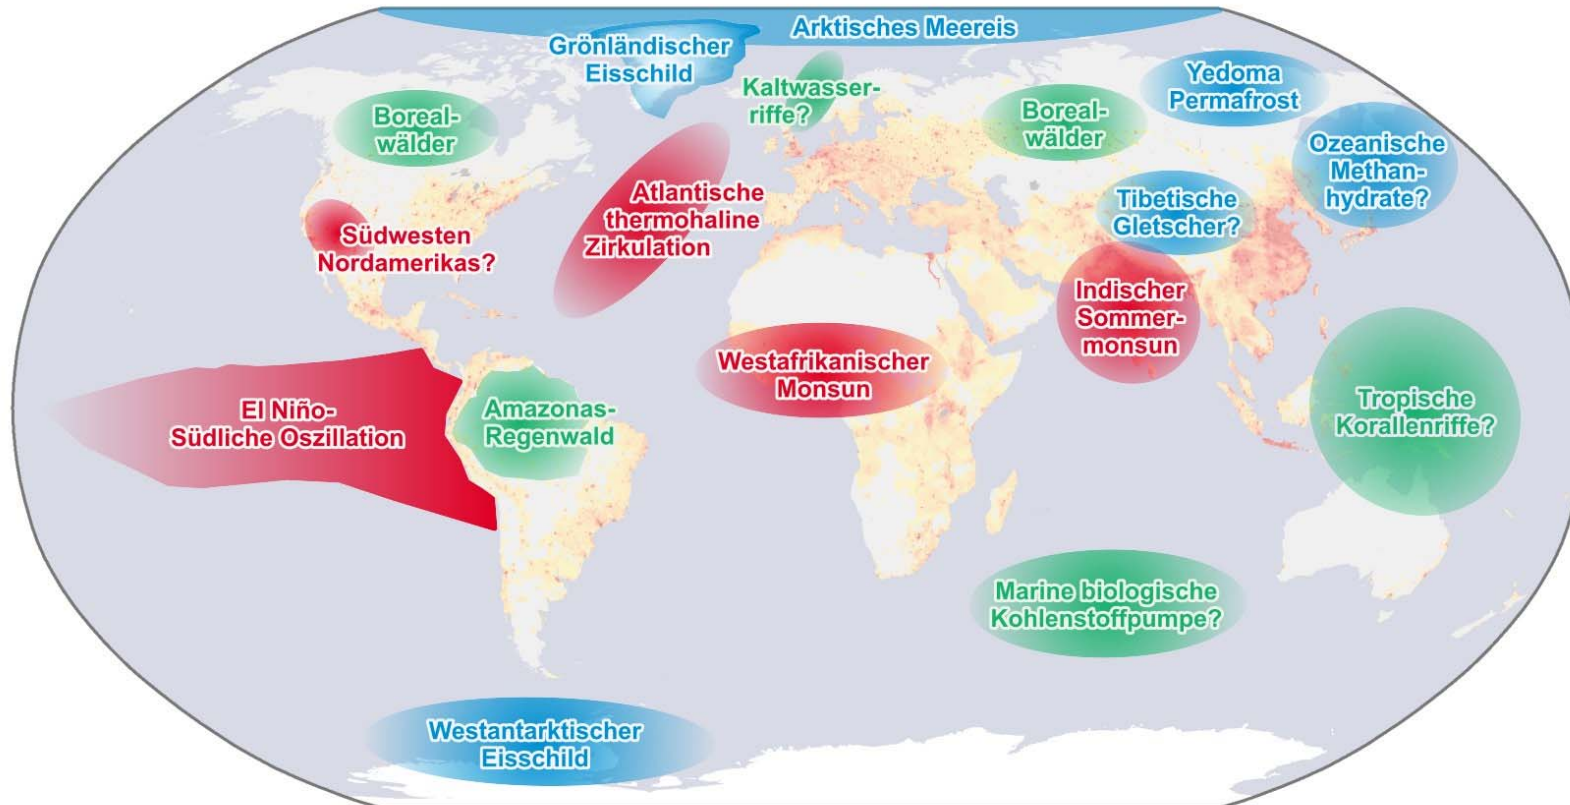 Arktisches Meereis
Grönländischer
Eisschild
Kaltwasser-
riffe?
Boreal-
wälder
Boreal-
wälder
Yedoma
Permafrost
Ozeanische
Methan-
hydrate?
Atlantische
thermohaline
Zirkulation
Tibetische
Gletscher?
Südwesten
Nordamerikas?
Indischer
Sommer-
monsun
Westafrikanischer
Monsun
El Niño-
Südliche Oszillation
Amazonas-
Regenwald
Tropische
Korallenriffe?
Marine biologische
Kohlenstoffpumpe?
Westantarktischer
Eisschild